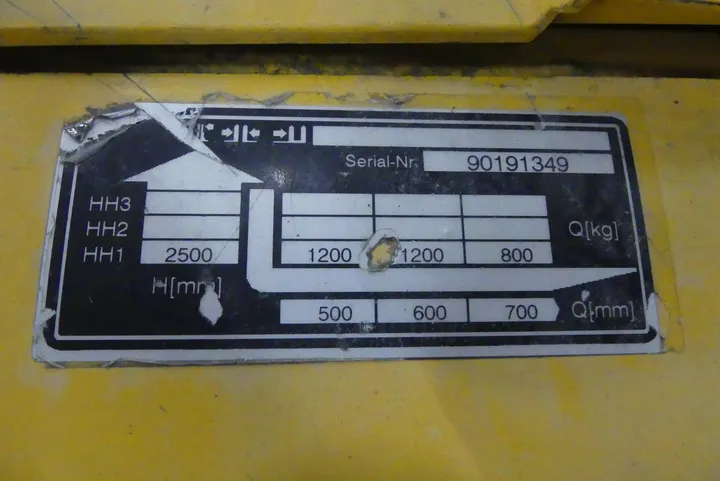 Serial-Nr. 90191349
HH3
HH2 Q[kg]
HH1 2500 1200 1200 800
H[mm]
500 600 700 Q[mm]